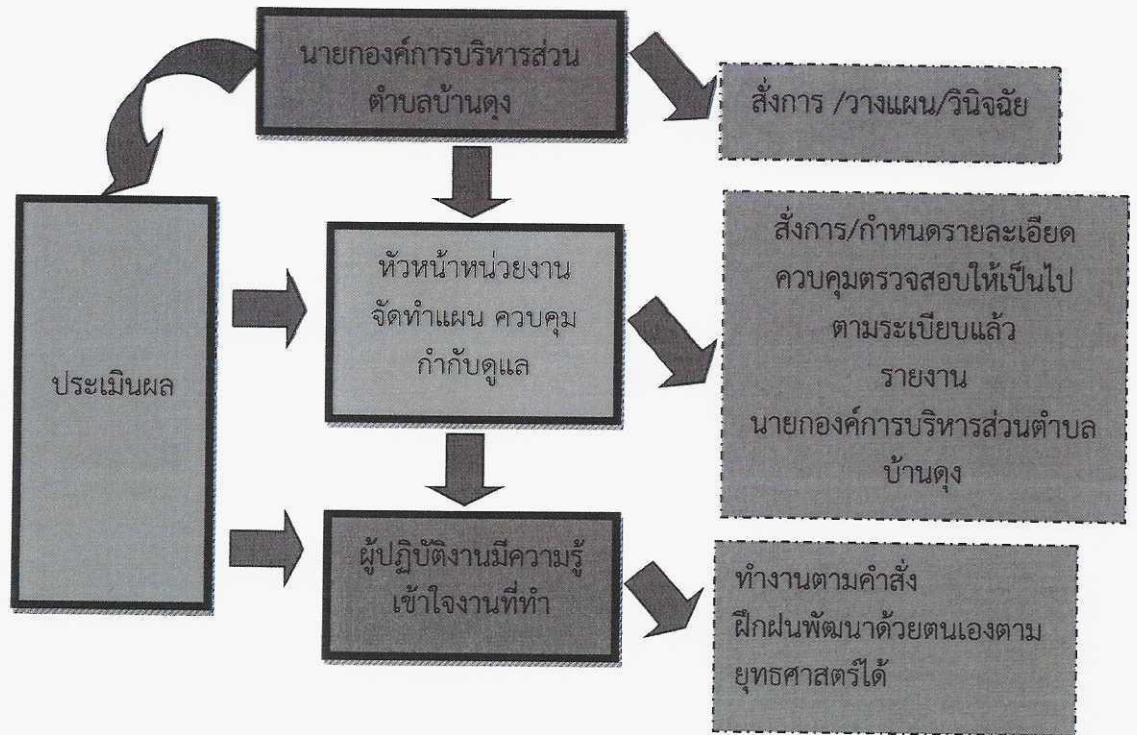 นายกองค์การบริหารส่วน
ตำบลบ้านดุง
สั่งการ /วางแผน/วินิจฉัย
หัวหน้าหน่วยงาน
จัดทำแผน ควบคุม
กำกับดูแล
สั่งการ/กำหนดรายละเอียด
ควบคุมตรวจสอบให้เป็นไป
ตามระเบียบแล้ว
รายงาน
นายกองค์การบริหารส่วนตำบล
บ้านดุง
ประเมินผล
ผู้ปฏิบัติงานมีความรู้
เข้าใจงานที่ทำ
ทำงานตามคำสั่ง
ฝึกฝนพัฒนาด้วยตนเองตาม
ยุทธศาสตร์ได้